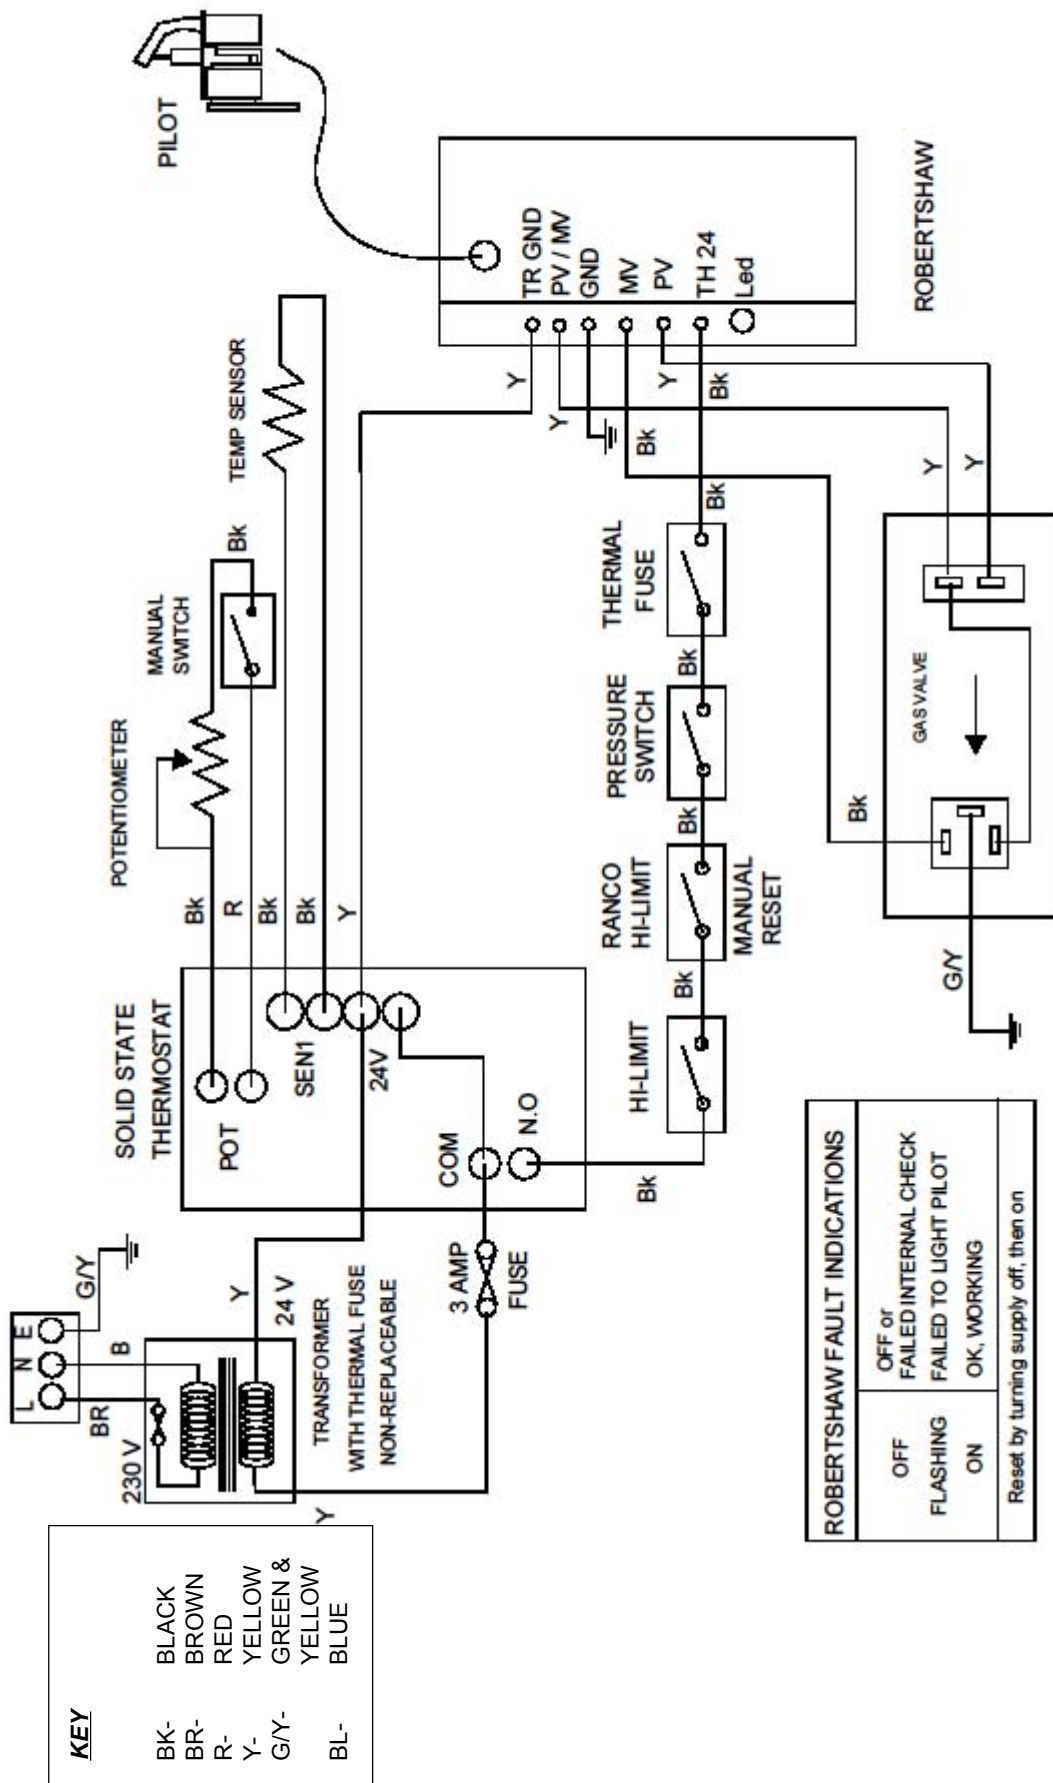 PILOT
TEMP SENSOR
MANUAL
SWITCH
Bk
POTENTIOMETER
Bk
R
Bk
Bk
Y
SOLID STATE
THERMOSTAT
POT
SEN1
24V
COM
N.O
L N E
G/Y
BR
B
230 V
Y
24 V
TRANSFORMER
WITH THERMAL FUSE
NON-REPLACEABLE
Y
3 AMP
FUSE
Bk
HI-LIMIT
Bk
RANCO
HI-LIMIT
MANUAL
RESET
Bk
PRESSURE
SWITCH
Bk
THERMAL
FUSE
Bk
Bk
Y
Y
Bk
Y
TR GND
PV / MV
GND
MV
PV
TH 24
Led
ROBERTSHAW
Y
Y
GAS VALVE
Bk
G/Y
KEY
BK- BLACK
BR- BROWN
R- RED
Y- YELLOW
G/Y- GREEN &
YELLOW
BL- BLUE
ROBERTSHAW FAULT INDICATIONS
OFF OFF or
FAILED INTERNAL CHECK
FLASHING FAILED TO LIGHT PILOT
ON OK, WORKING
Reset by turning supply off, then on